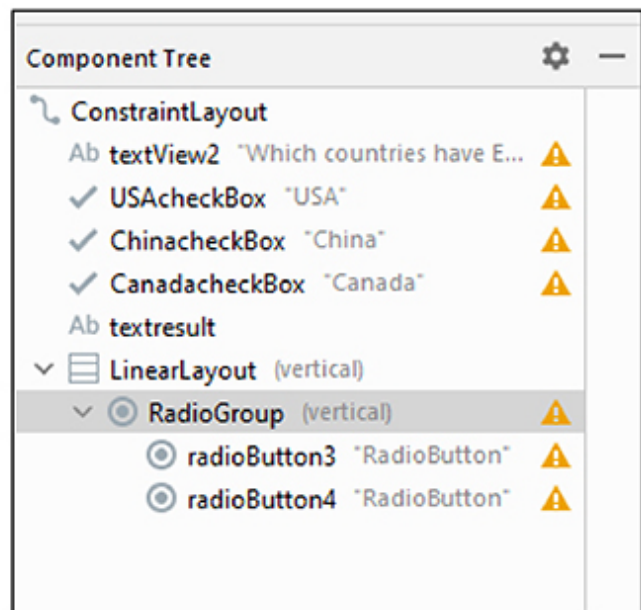 Component Tree
ConstraintLayout
Ab textView2 "Which countries have E...
USAcheckBox "USA"
ChinacheckBox "China"
CanadacheckBox "Canada"
Ab textresult
LinearLayout (vertical)
RadioGroup (vertical)
radioButton3 "RadioButton"
radioButton4 "RadioButton"